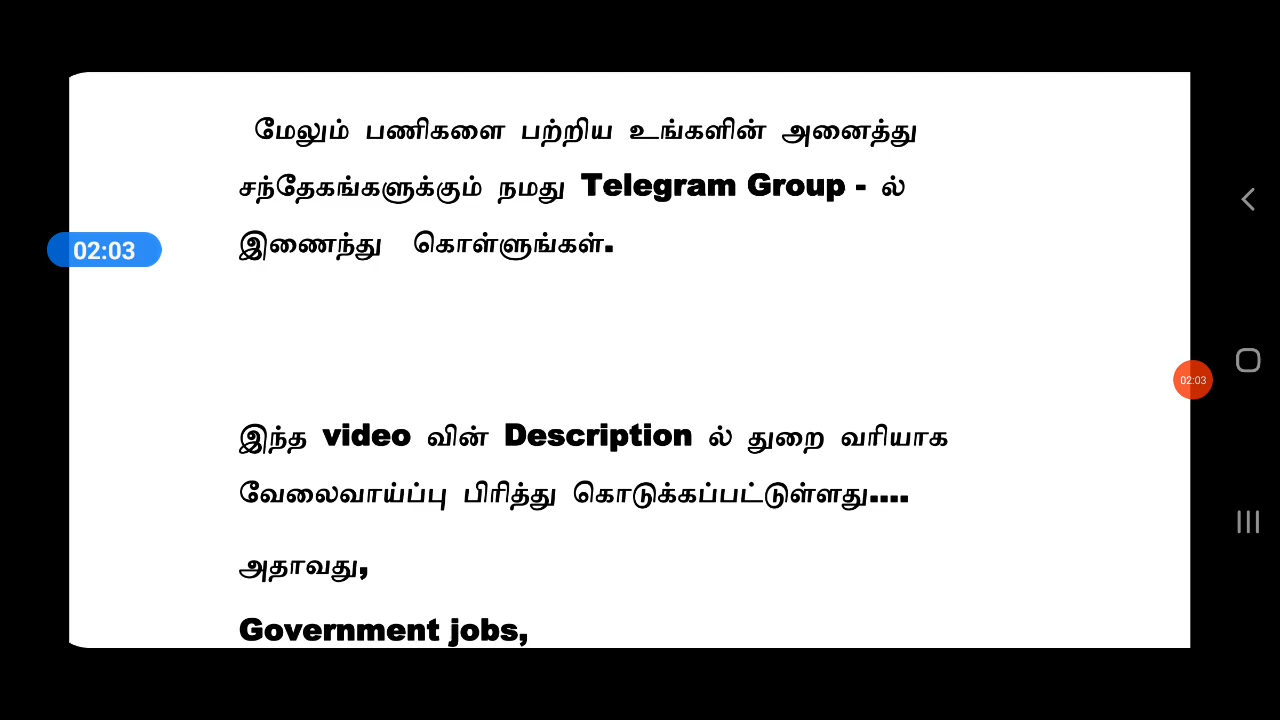 மேலும் பணிகளை பற்றிய உங்களின் அனைத்து
சந்தேகங்களுக்கும் நமது Telegram Group - ல்
இணைந்து கொள்ளுங்கள்.
02:03
02:03
இந்த video வின் Description ல் துறை வரியாக
வேலைவாய்ப்பு பிரித்து கொடுக்கப்பட்டுள்ளது....
அதாவது,
Government jobs,